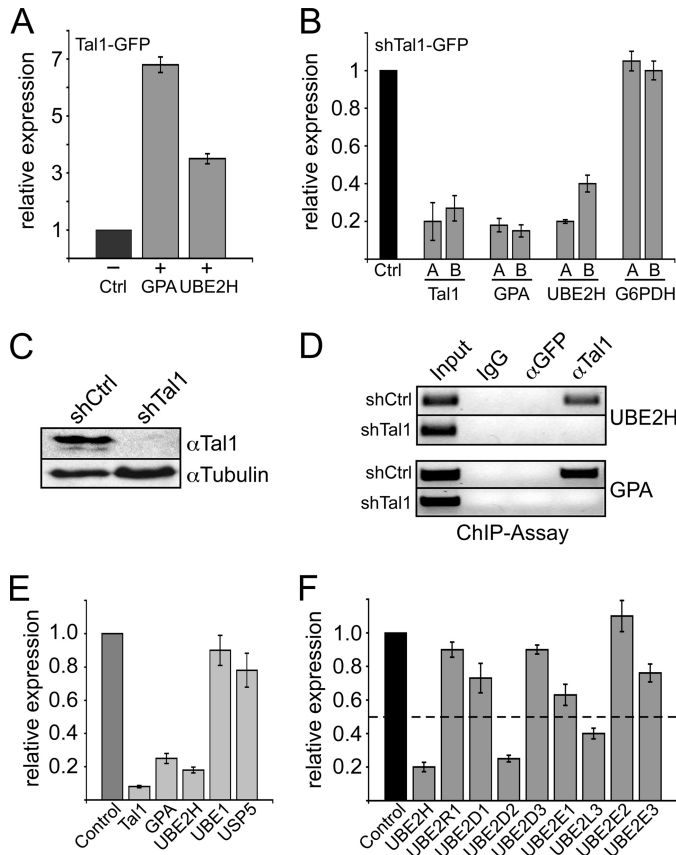 A
Tal1-GFP
relative expression
7
5
3
1
− + +
Ctrl GPA UBE2H
B
shTal1-GFP
relative expression
1
0.8
0.6
0.4
0.2
Ctrl
A B A B A B A B
Tal1 GPA UBE2H G6PDH
C
shCtrl shTal1
αTal1
αTubulin
D
Input IgG αGFP αTal1
shCtrl
shTal1
UBE2H
shCtrl
shTal1
GPA
ChIP-Assay
E
relative expression
1.0
0.8
0.6
0.4
0.2
Control Tal1 GPA UBE2H UBE1 USP5
F
relative expression
1.0
0.8
0.6
0.4
0.2
Control UBE2H UBE2R1 UBE2D1 UBE2D2 UBE2D3 UBE2E1 UBE2L3 UBE2E2 UBE2E3